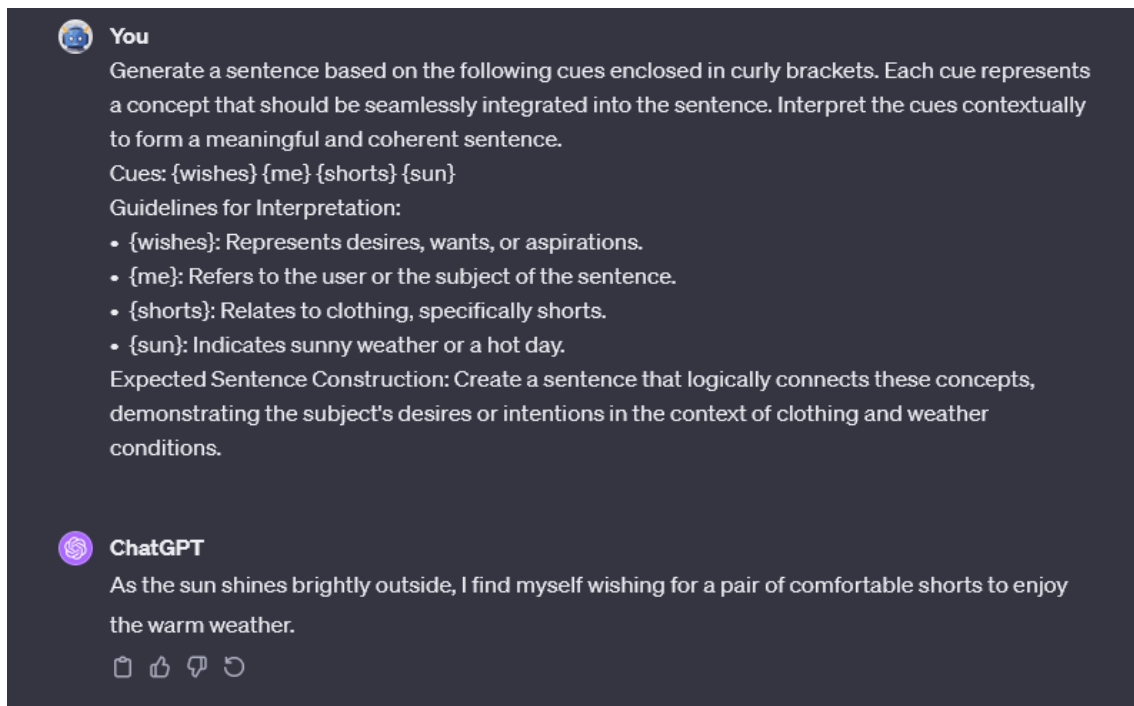 You
Generate a sentence based on the following cues enclosed in curly brackets. Each cue represents
a concept that should be seamlessly integrated into the sentence. Interpret the cues contextually
to form a meaningful and coherent sentence.
Cues: {wishes} {me} {shorts} {sun}
Guidelines for Interpretation:
• {wishes}: Represents desires, wants, or aspirations.
• {me}: Refers to the user or the subject of the sentence.
• {shorts}: Relates to clothing, specifically shorts.
• {sun}: Indicates sunny weather or a hot day.
Expected Sentence Construction: Create a sentence that logically connects these concepts,
demonstrating the subject's desires or intentions in the context of clothing and weather
conditions.
ChatGPT
As the sun shines brightly outside, I find myself wishing for a pair of comfortable shorts to enjoy
the warm weather.